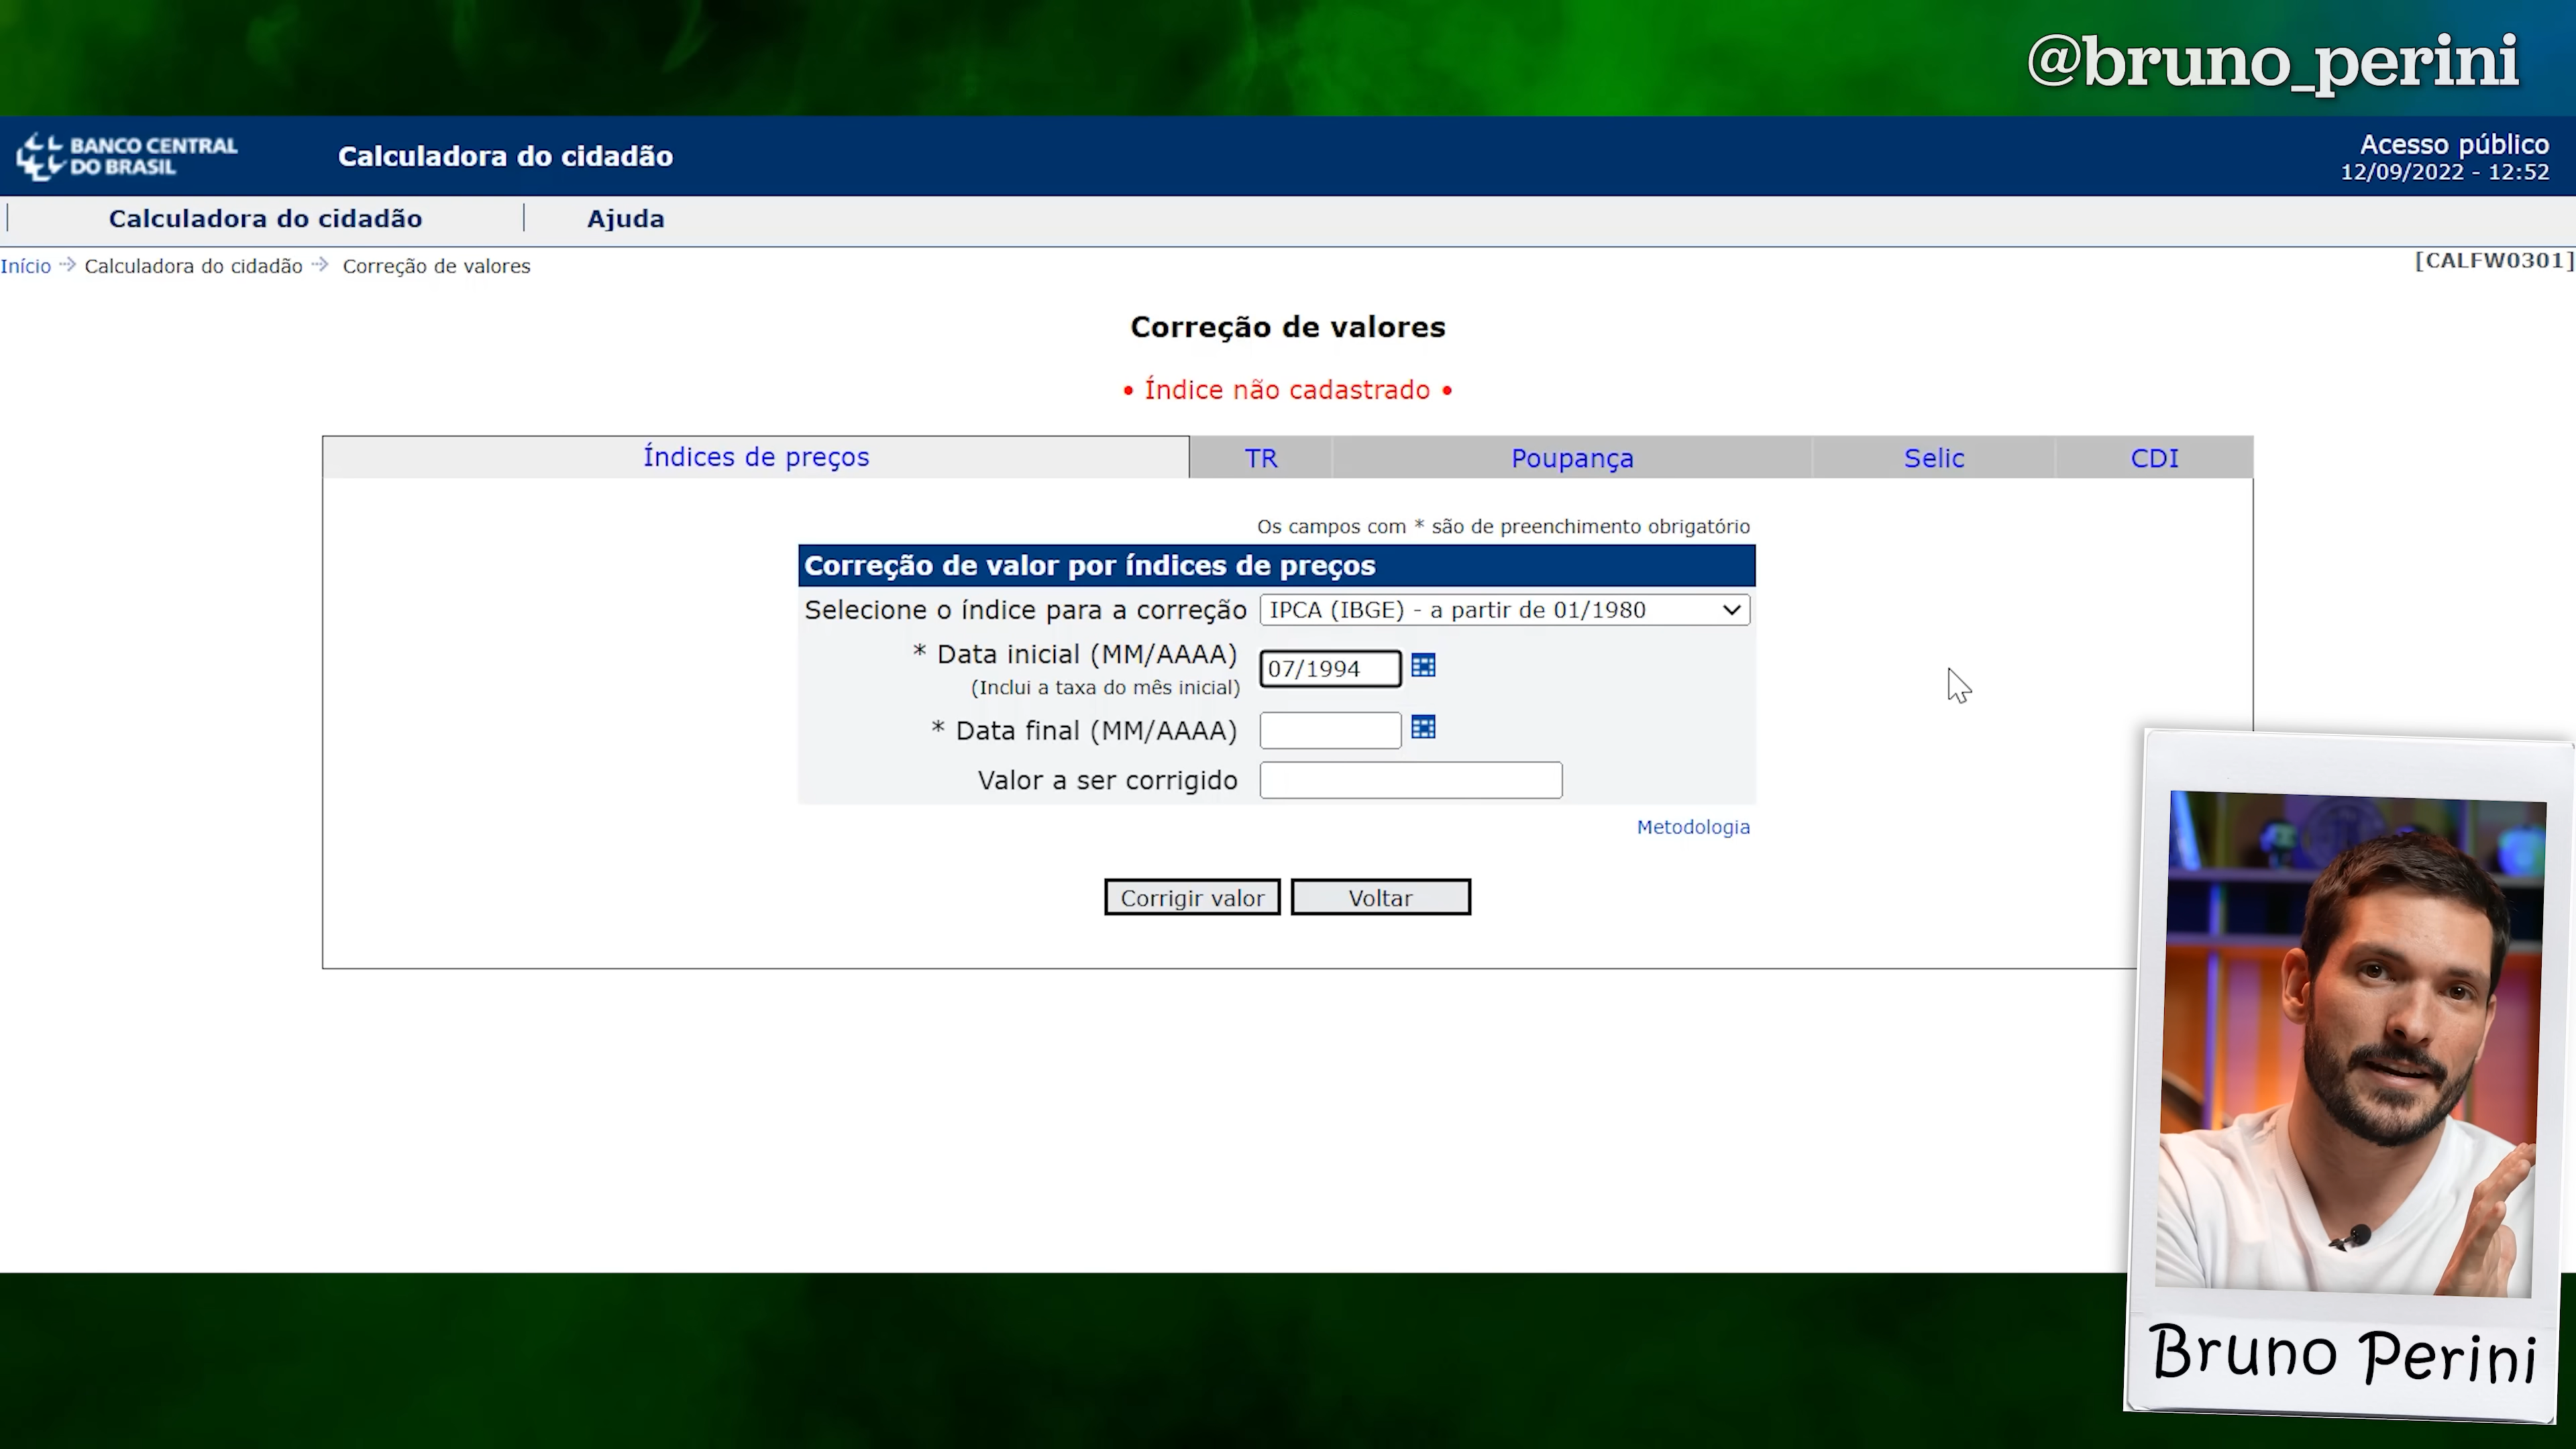 @bruno_perini
BANCO CENTRAL
DO BRASIL
Calculadora do cidadão
Acesso público
12/09/2022 - 12:52
Calculadora do cidadão
Ajuda
Início
Calculadora do cidadão
Correção de valores
[CALFW0301]
Correção de valores
• Índice não cadastrado •
Índices de preços
TR
Poupança
Selic
CDI
Os campos com * são de preenchimento obrigatório
Correção de valor por índices de preços
Selecione o índice para a correção
IPCA (IBGE) - a partir de 01/1980
* Data inicial (MM/AAAA)
(Inclui a taxa do mês inicial)
07/1994
* Data final (MM/AAAA)
Valor a ser corrigido
Metodologia
Corrigir valor
Voltar
Bruno Perini